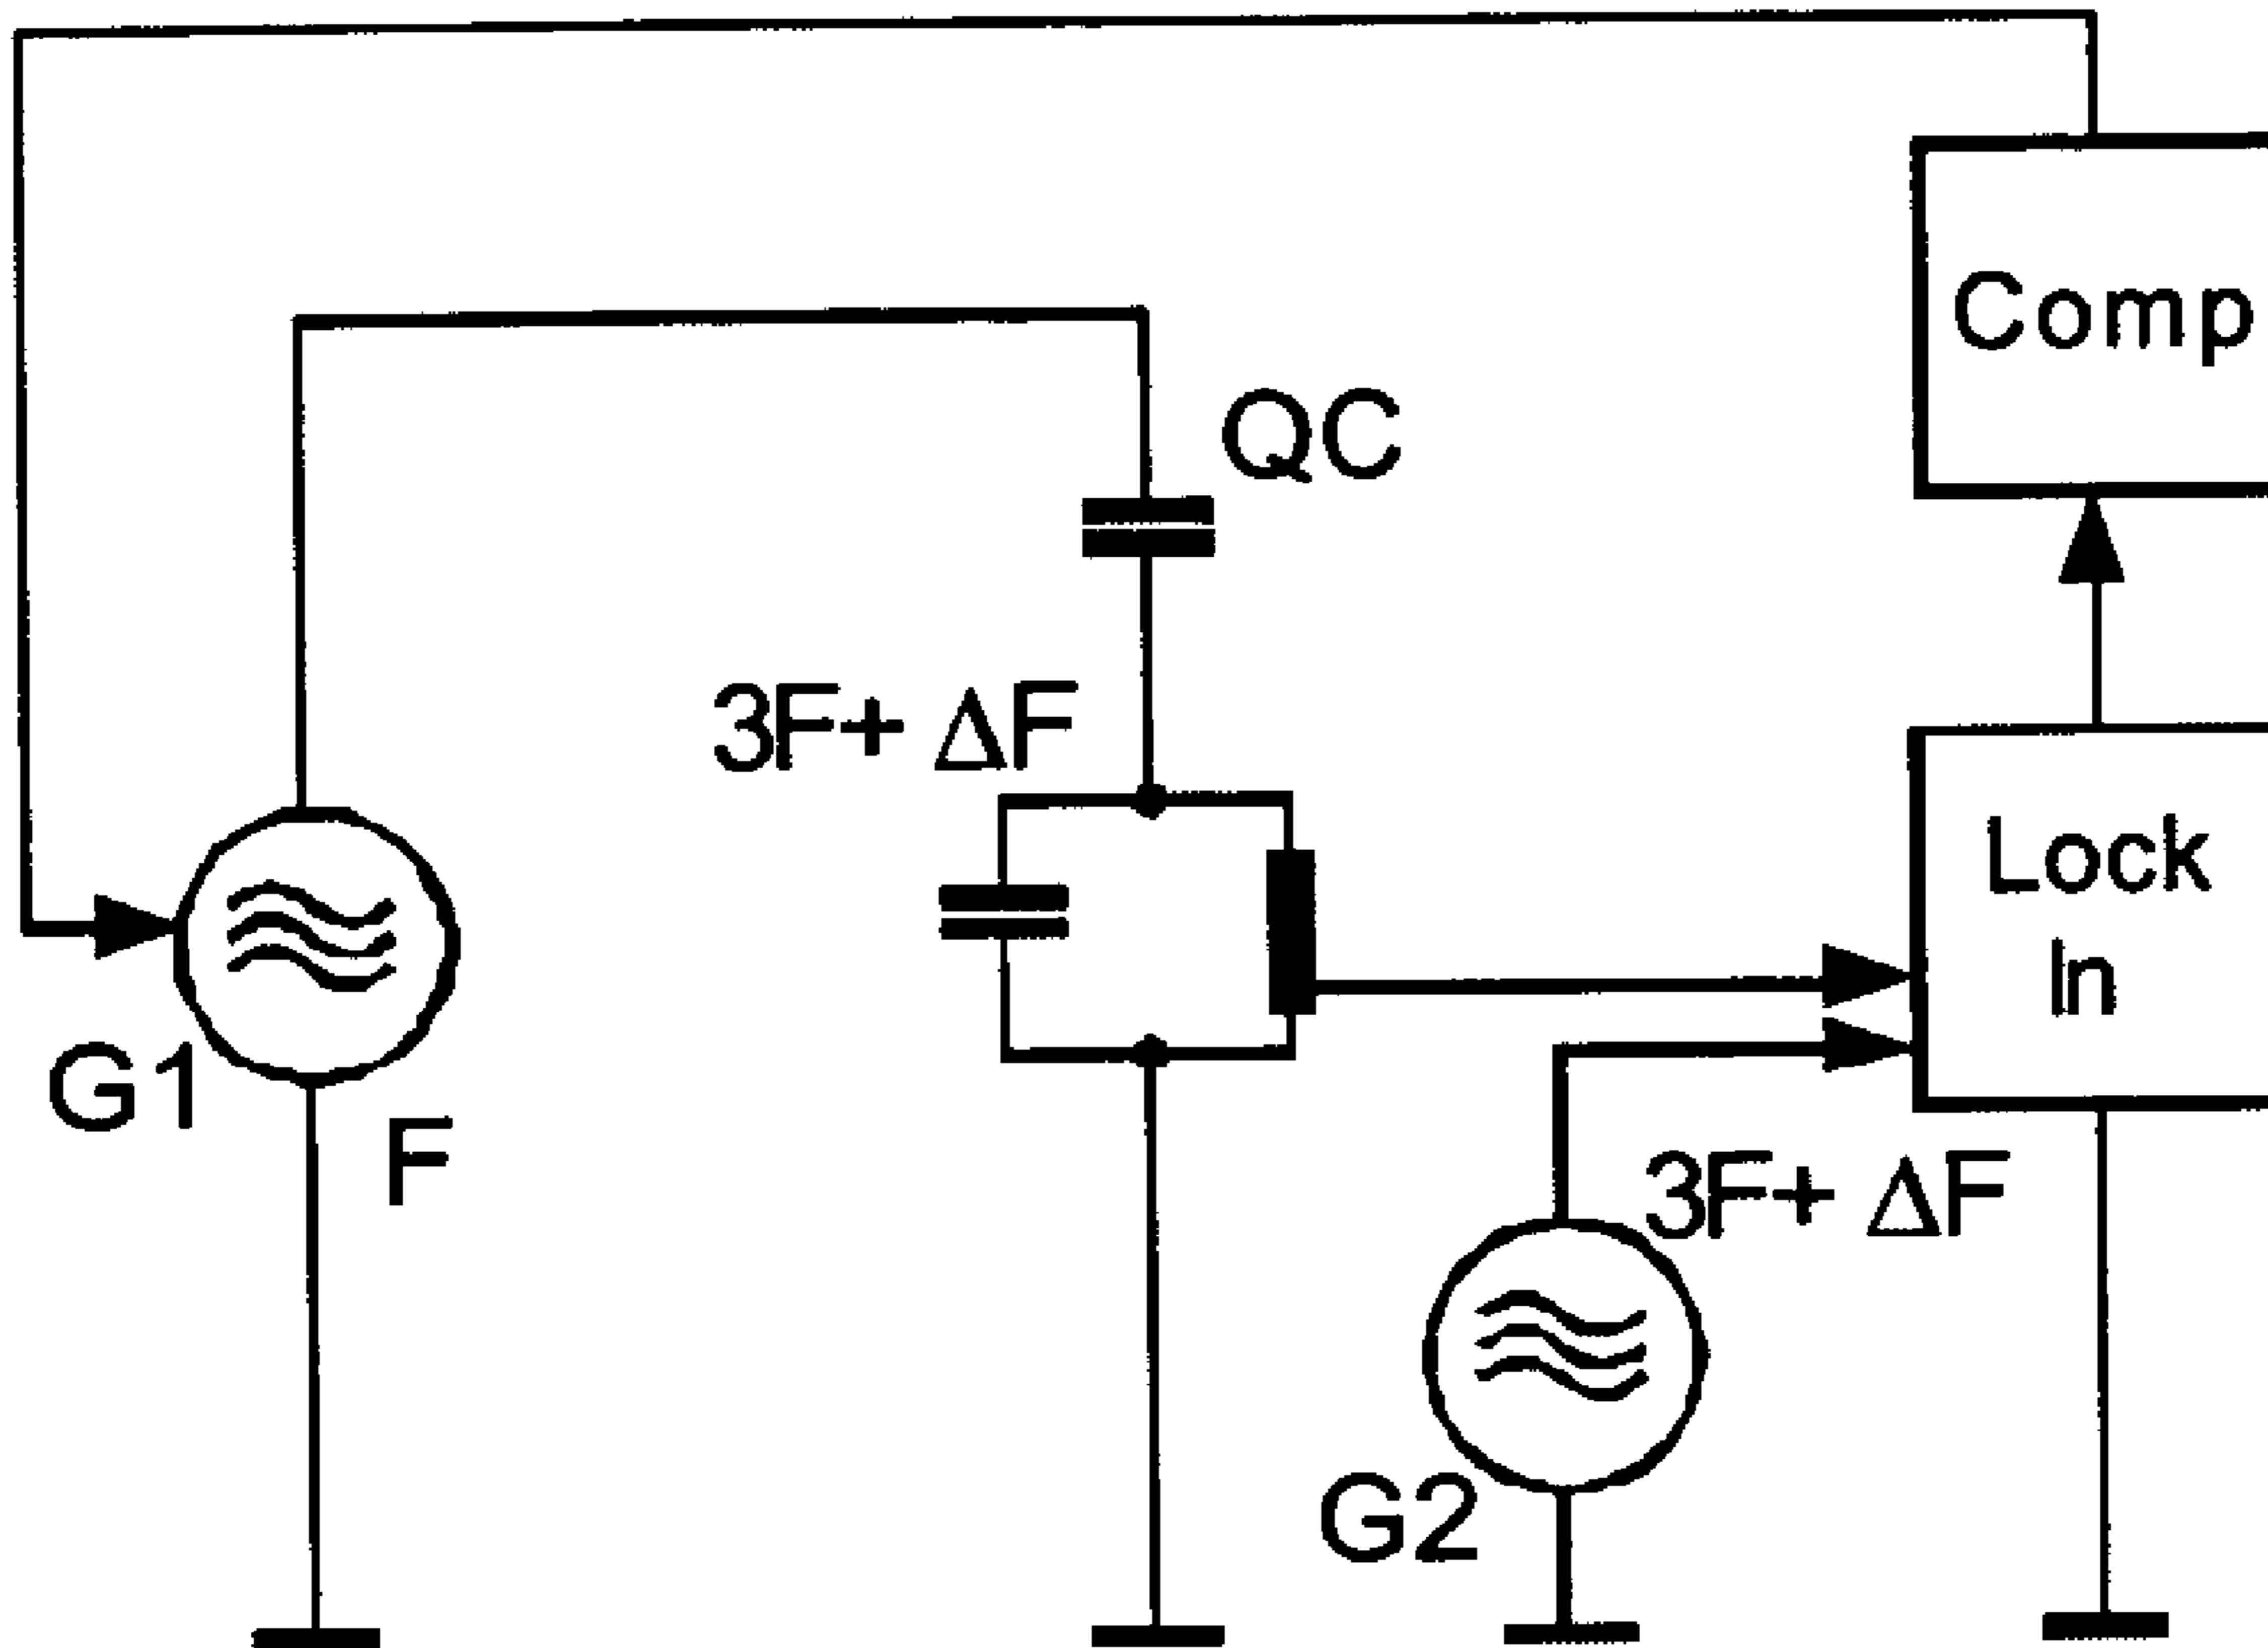 Comp
QC
3F+ ΔF
Lock
In
G1
F
3F+ ΔF
G2